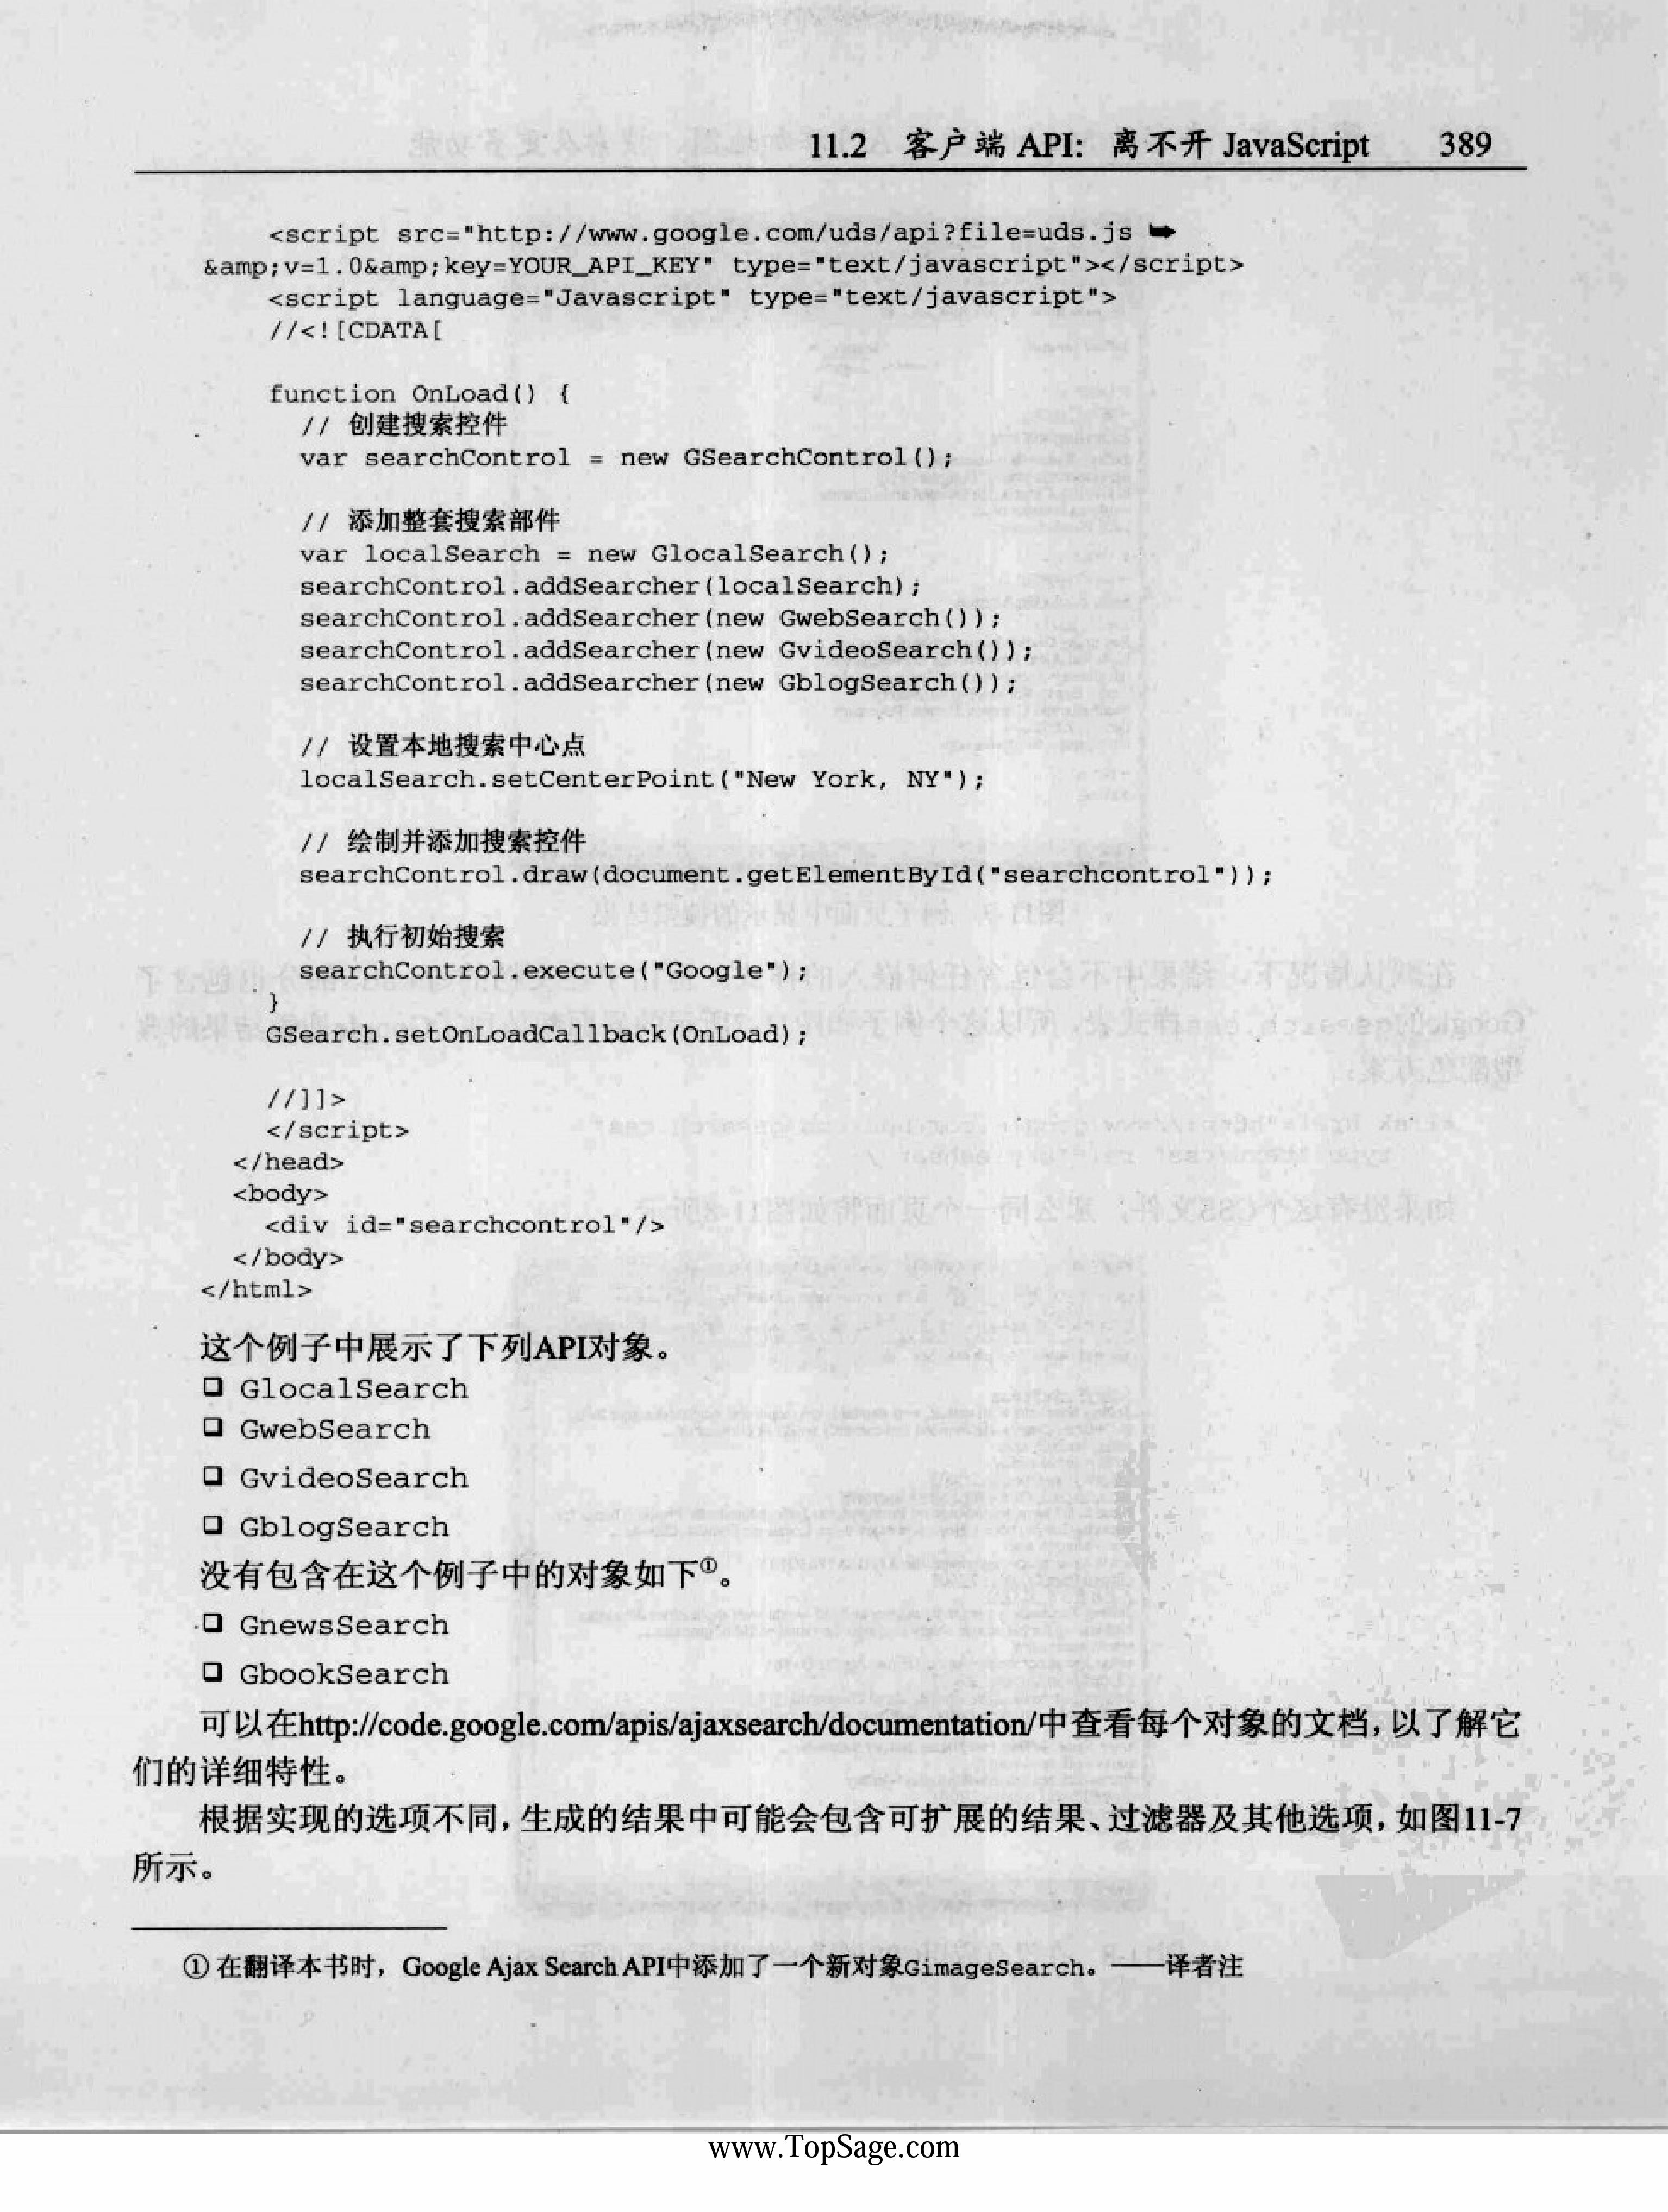 11.2 客户端 API: 离不开 JavaScript 389
<script src="http://www.google.com/uds/api?file=uds.js ➥
&amp;v=1.0&amp;key=YOUR_API_KEY" type="text/javascript"></script>
<script language="Javascript" type="text/javascript">
//<![CDATA[
function OnLoad() {
// 创建搜索控件
var searchControl = new GSearchControl();
// 添加整套搜索部件
var localSearch = new GlocalSearch();
searchControl.addSearcher(localSearch);
searchControl.addSearcher(new GwebSearch());
searchControl.addSearcher(new GvideoSearch());
searchControl.addSearcher(new GblogSearch());
// 设置本地搜索中心点
localSearch.setCenterPoint("New York, NY");
// 绘制并添加搜索控件
searchControl.draw(document.getElementById("searchcontrol"));
// 执行初始搜索
searchControl.execute("Google");
}
GSearch.setOnLoadCallback(OnLoad);
//]]>
</script>
</head>
<body>
<div id="searchcontrol"/>
</body>
</html>
这个例子中展示了下列API对象。
❑ GlocalSearch
❑ GwebSearch
❑ GvideoSearch
❑ GblogSearch
没有包含在这个例子中的对象如下①。
❑ GnewsSearch
❑ GbookSearch
可以在http://code.google.com/apis/ajaxsearch/documentation/中查看每个对象的文档，以了解它
们的详细特性。
根据实现的选项不同，生成的结果中可能会包含可扩展的结果、过滤器及其他选项，如图11-7
所示。
① 在翻译本书时，Google Ajax Search API中添加了一个新对象GimageSearch。——译者注
www.TopSage.com